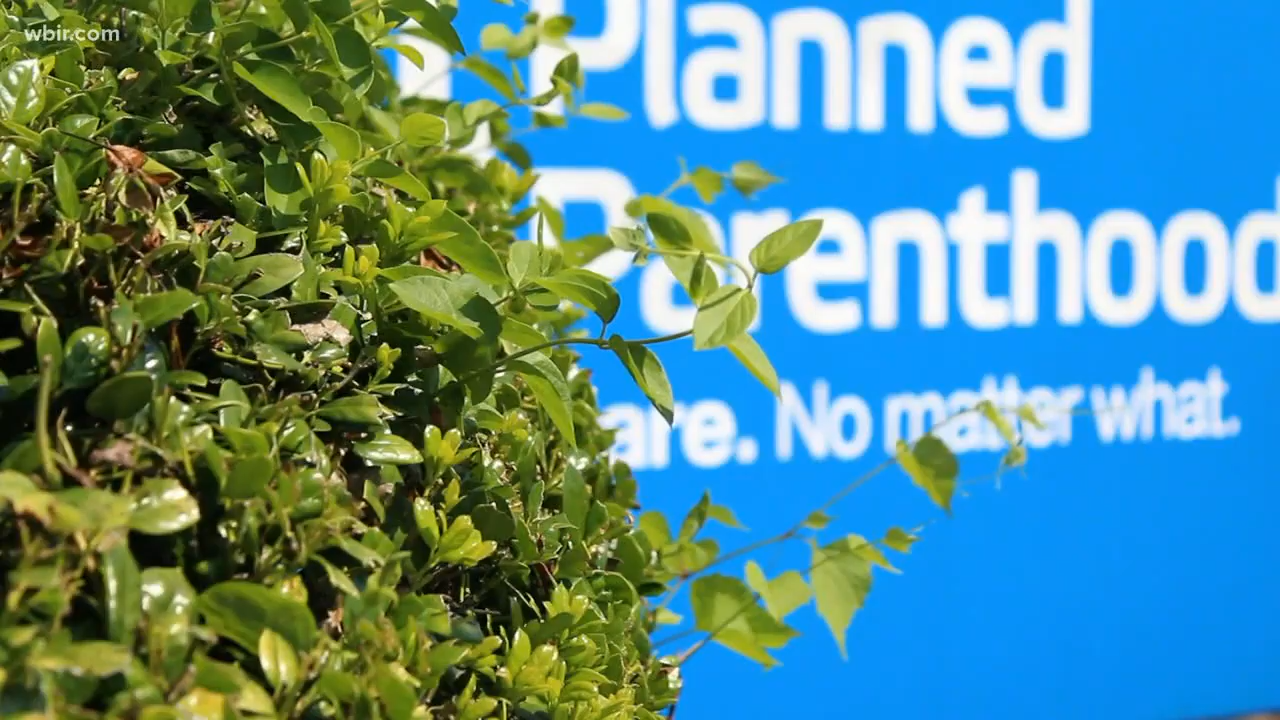 wbir.com
Planned
Parenthood
are. No matter what.